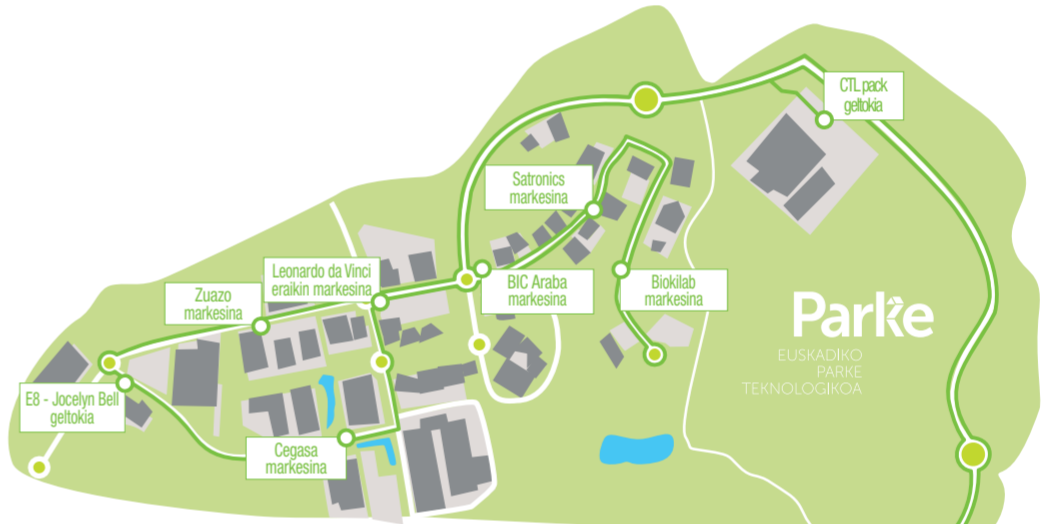 CTL pack
geltokia
Satronics
markesina
Leonardo da Vinci
eraikin markesina
BIC Araba
markesina
Biokilab
markesina
Zuazo
markesina
Parke
EUSKADIKO
PARKE
TEKNOLOGIKOA
E8 - Jocelyn Bell
geltokia
Cegasa
markesina